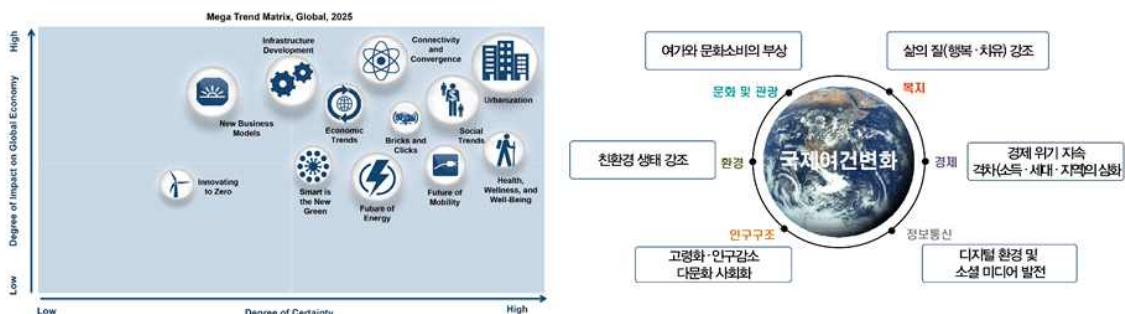 Mega Trend Matrix, Global, 2025
High
Degree of Impact on Global Economy
Low
Infrastructure
Development
Connectivity
and
Convergence
Urbanization
New Business
Models
Economic
Trends
Bricks and
Clicks
Social
Trends
Innovating
to Zero
Smart is
the New
Green
Future of
Energy
Future of
Mobility
Health,
Wellness, and
Well-Being
Low
Degree of Certainty
High
여가와 문화소비의 부상
삶의 질(행복·치유) 강조
문화 및 관광
복지
친환경 생태 강조
환경
국제여건변화
경제
경제 위기 지속
격차(소득·세대·지역)의 심화
인구구조
정보통신
고령화·인구감소
다문화 사회화
디지털 환경 및
소셜 미디어 발전